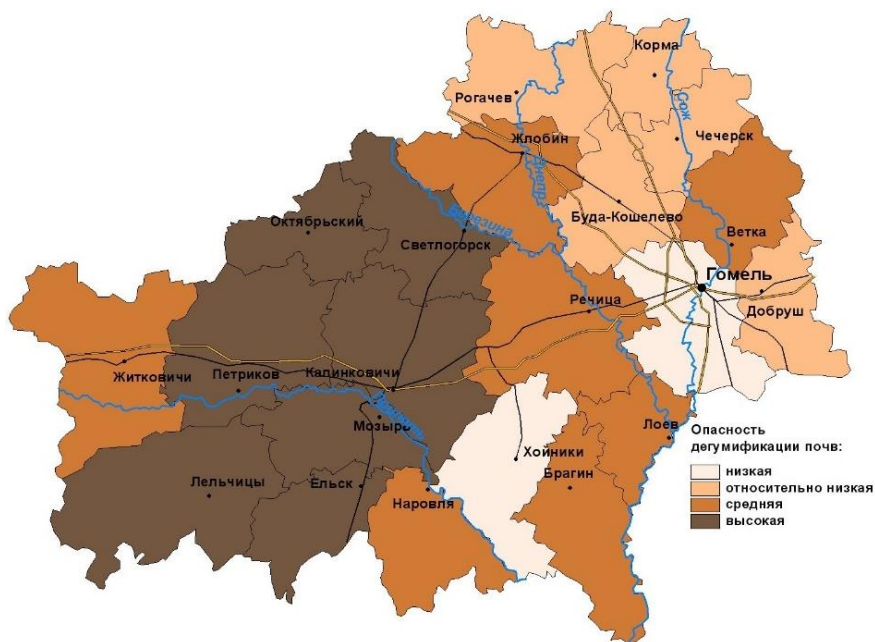 Корма
Рогачев
Сож
Чечерск
Жлобин
Днепр
Буда-Кошелево
Ветка
Октябрьский
Березина
Светлогорск
Гомель
Речица
Добруш
Житковичи
Петриков
Калинковичи
Мозырь
Лоев
Хойники
Брагин
Лельчицы
Ельск
Наровля
Опасность
дегумификации почв:
низкая
относительно низкая
средняя
высокая